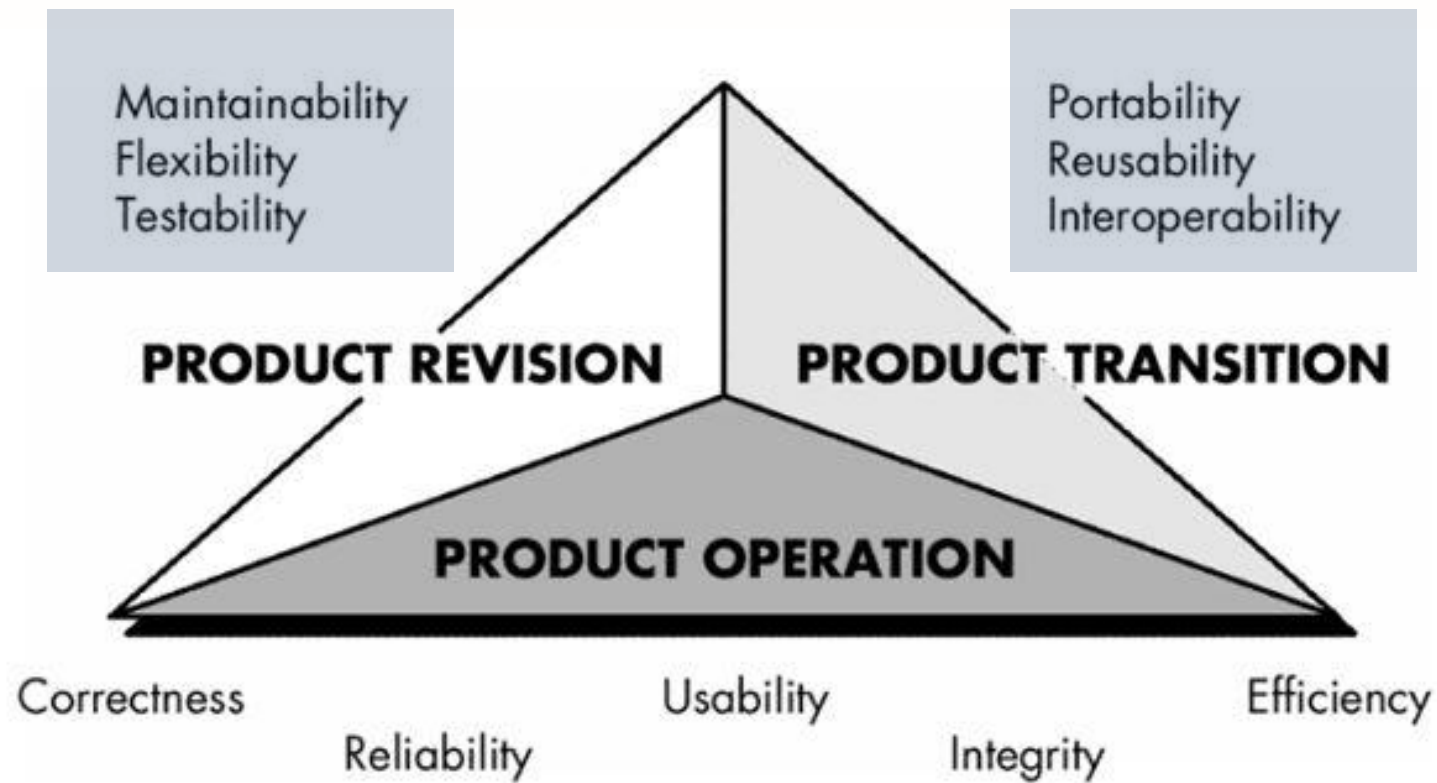 Maintainability
Flexibility
Testability
Portability
Reusability
Interoperability
PRODUCT REVISION
PRODUCT TRANSITION
PRODUCT OPERATION
Correctness
Usability
Efficiency
Reliability
Integrity